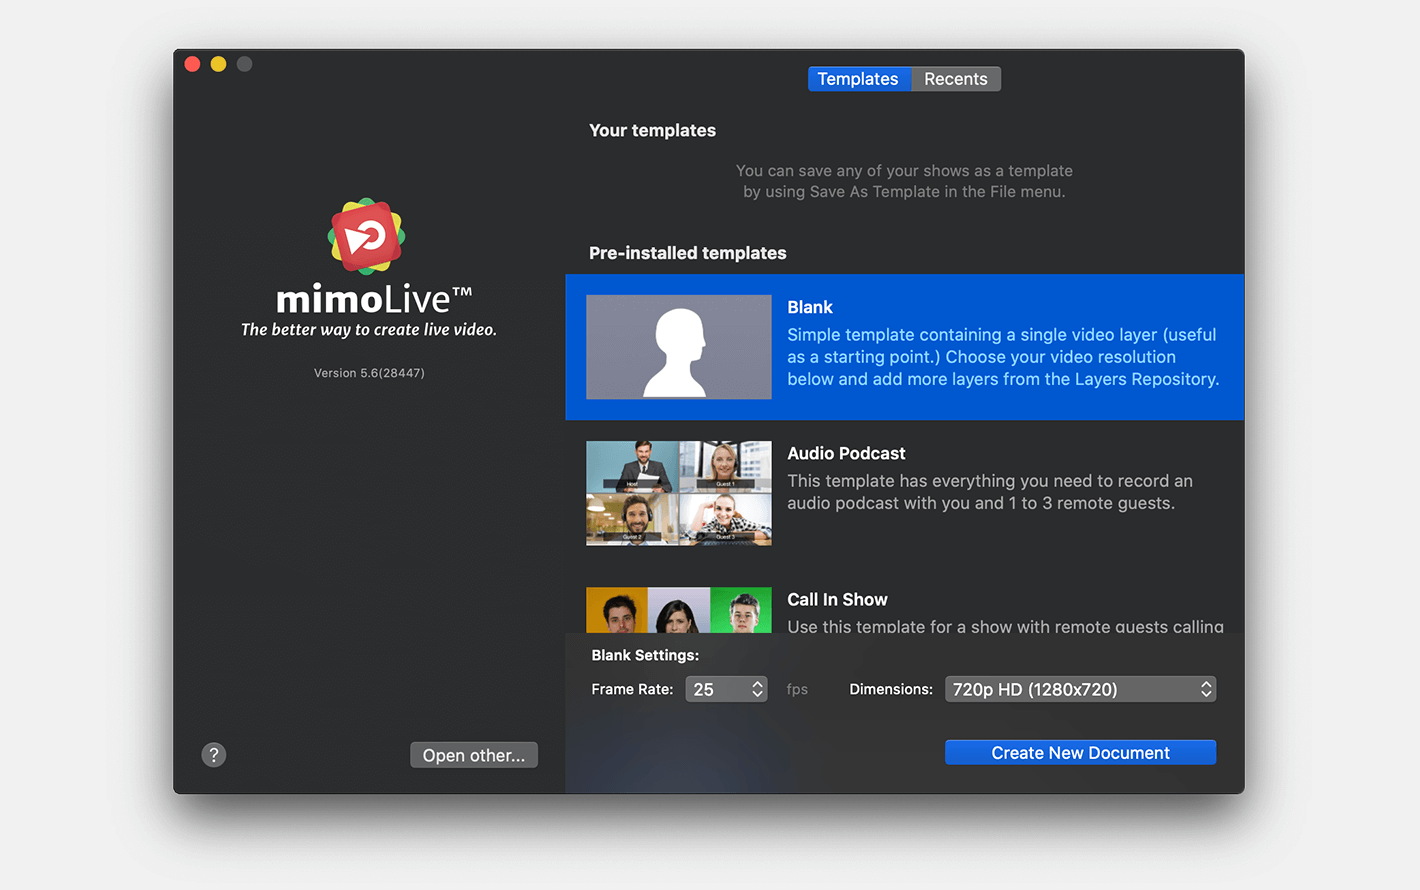 Templates
Recents
Your templates
You can save any of your shows as a template
by using Save As Template in the File menu.
mimoLive™
The better way to create live video.
Version 5.6(28447)
Pre-installed templates
Blank
Simple template containing a single video layer (useful
as a starting point.) Choose your video resolution
below and add more layers from the Layers Repository.
Host
Guest 1
Guest 2
Guest 3
Audio Podcast
This template has everything you need to record an
audio podcast with you and 1 to 3 remote guests.
Call In Show
Use this template for a show with remote guests calling
Blank Settings:
Frame Rate: 25 fps
Dimensions: 720p HD (1280x720)
?
Open other...
Create New Document